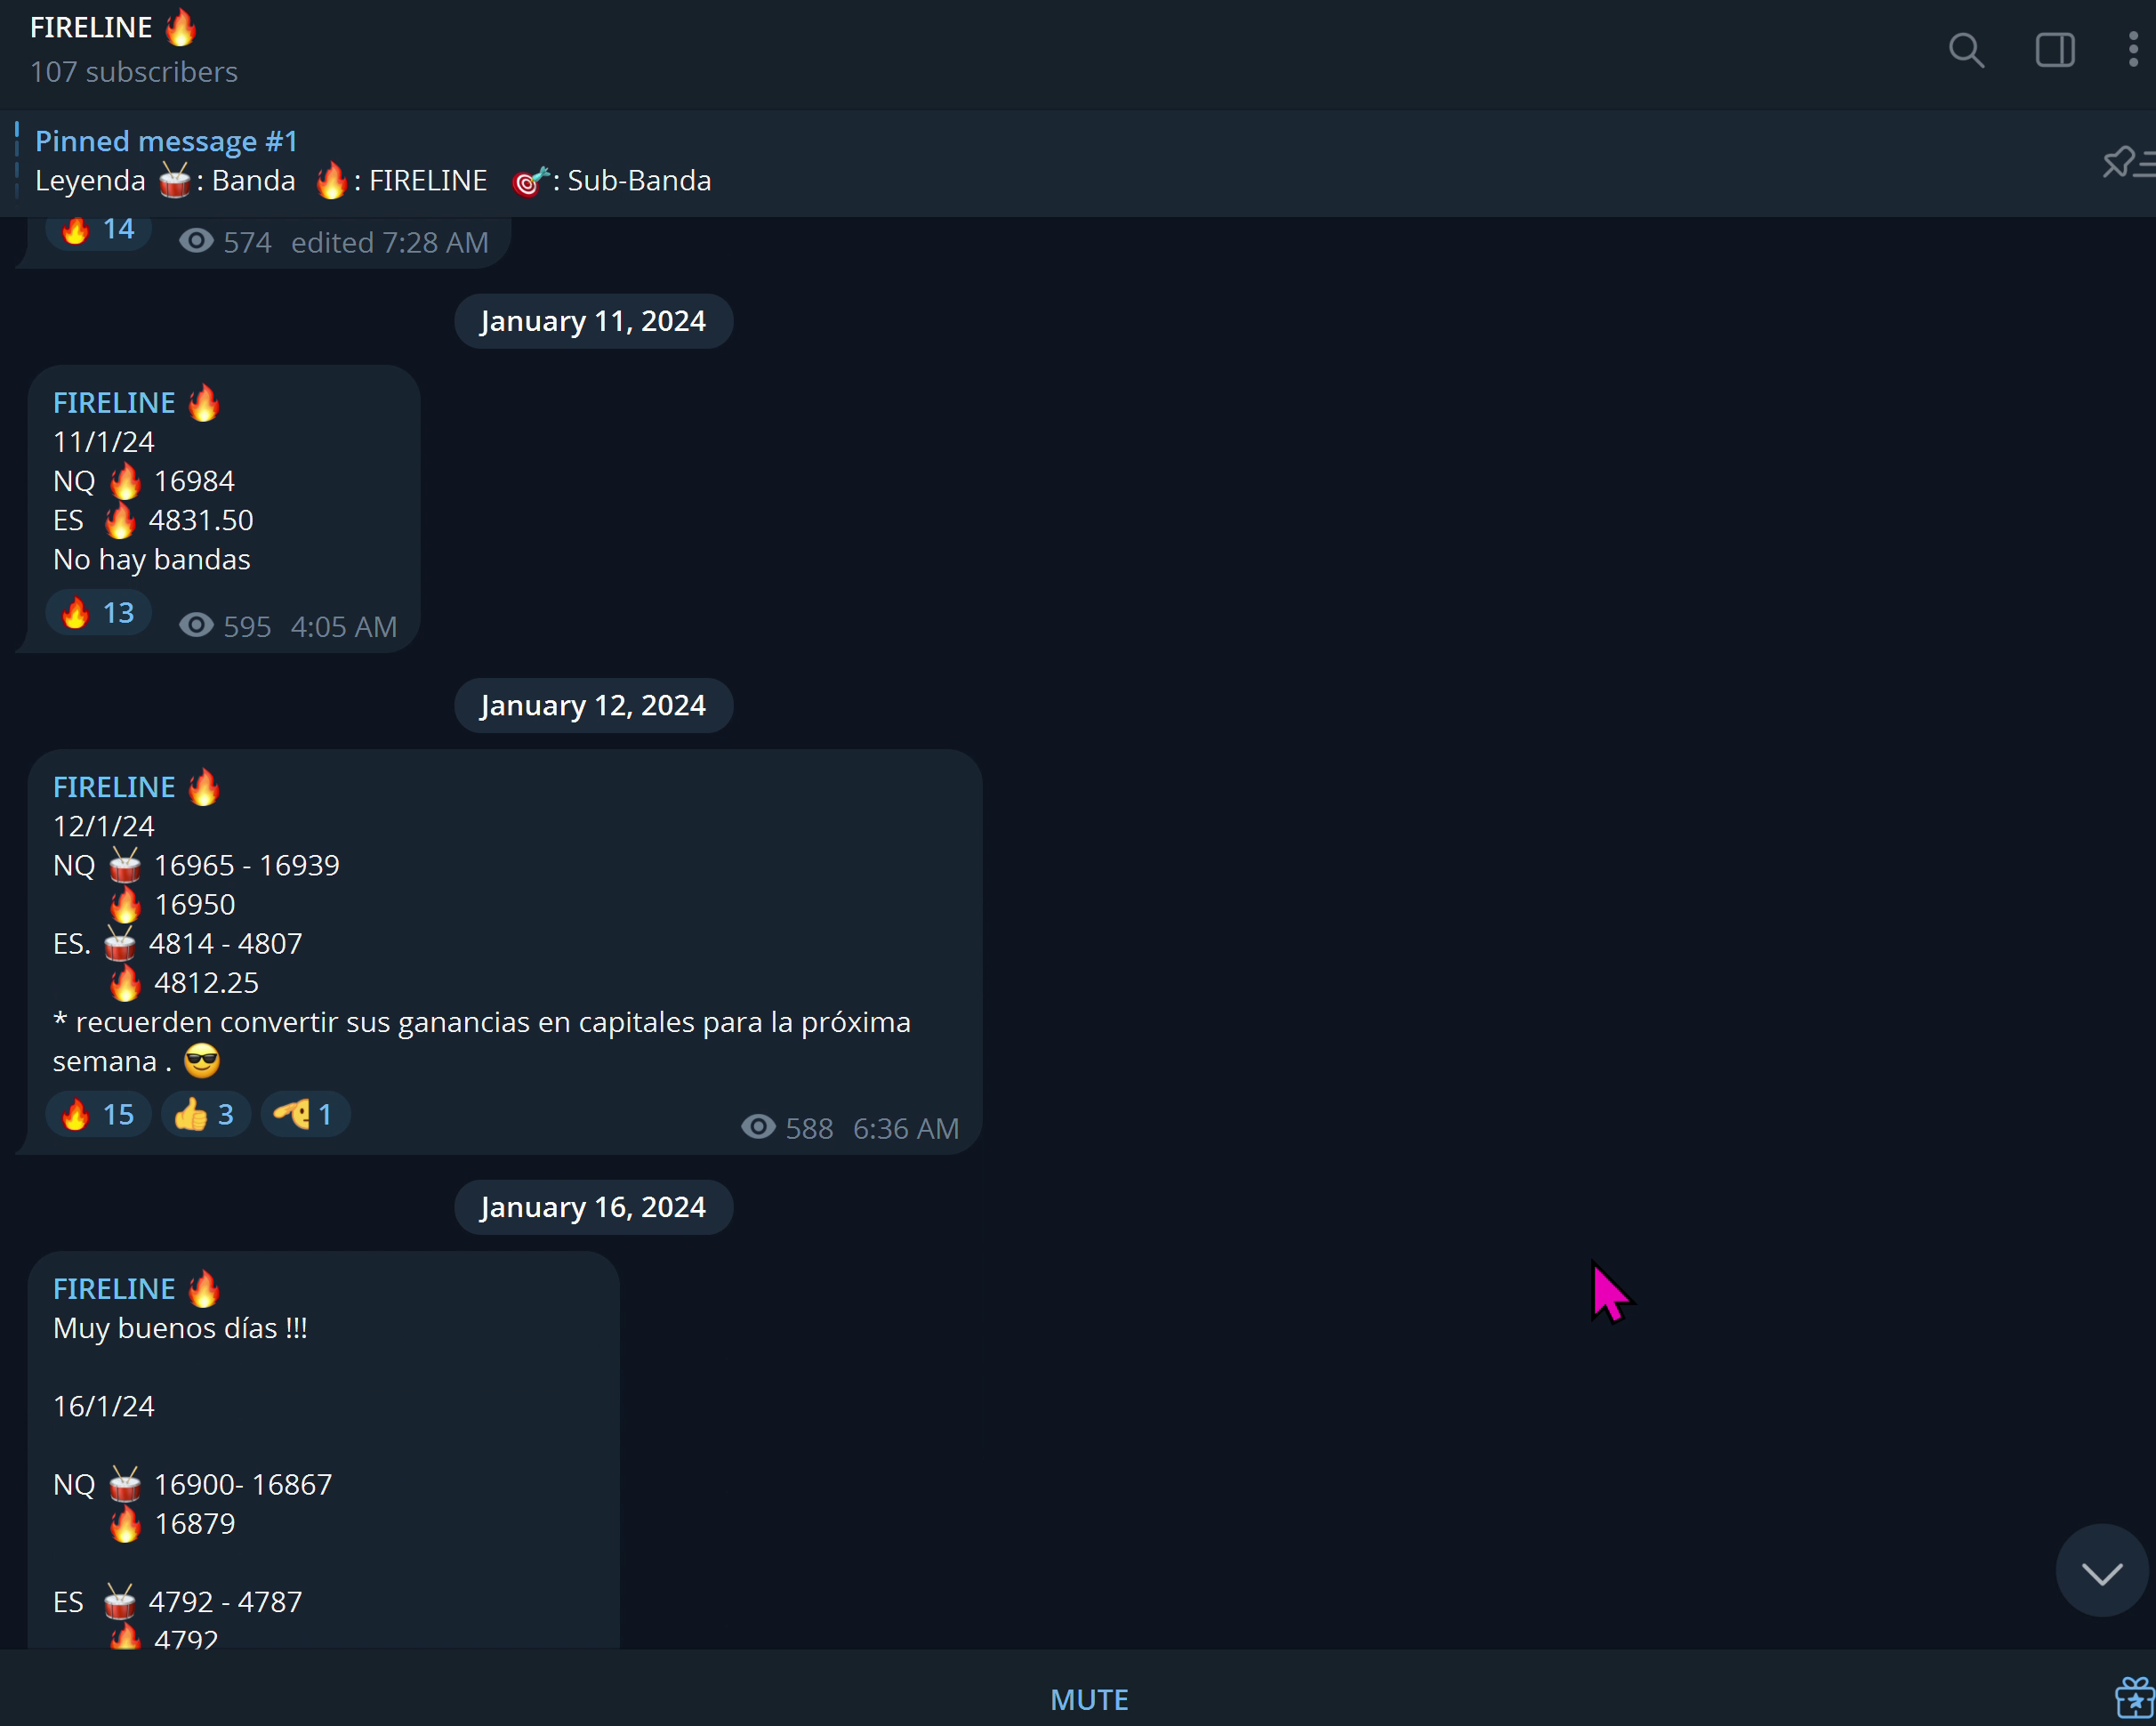 FIRELINE 🔥
107 subscribers
Pinned message #1
Leyenda 🥁: Banda 🔥: FIRELINE 🎯: Sub-Banda
🔥 14 574 edited 7:28 AM
January 11, 2024
FIRELINE 🔥
11/1/24
NQ 🔥 16984
ES 🔥 4831.50
No hay bandas
🔥 13 595 4:05 AM
January 12, 2024
FIRELINE 🔥
12/1/24
NQ 🥁 16965 - 16939
🔥 16950
ES. 🥁 4814 - 4807
🔥 4812.25
* recuerden convertir sus ganancias en capitales para la próxima
semana . 😎
🔥 15 👍 3 🫡 1 588 6:36 AM
January 16, 2024
FIRELINE 🔥
Muy buenos días !!!
16/1/24
NQ 🥁 16900- 16867
🔥 16879
ES 🥁 4792 - 4787
🔥 4792
MUTE